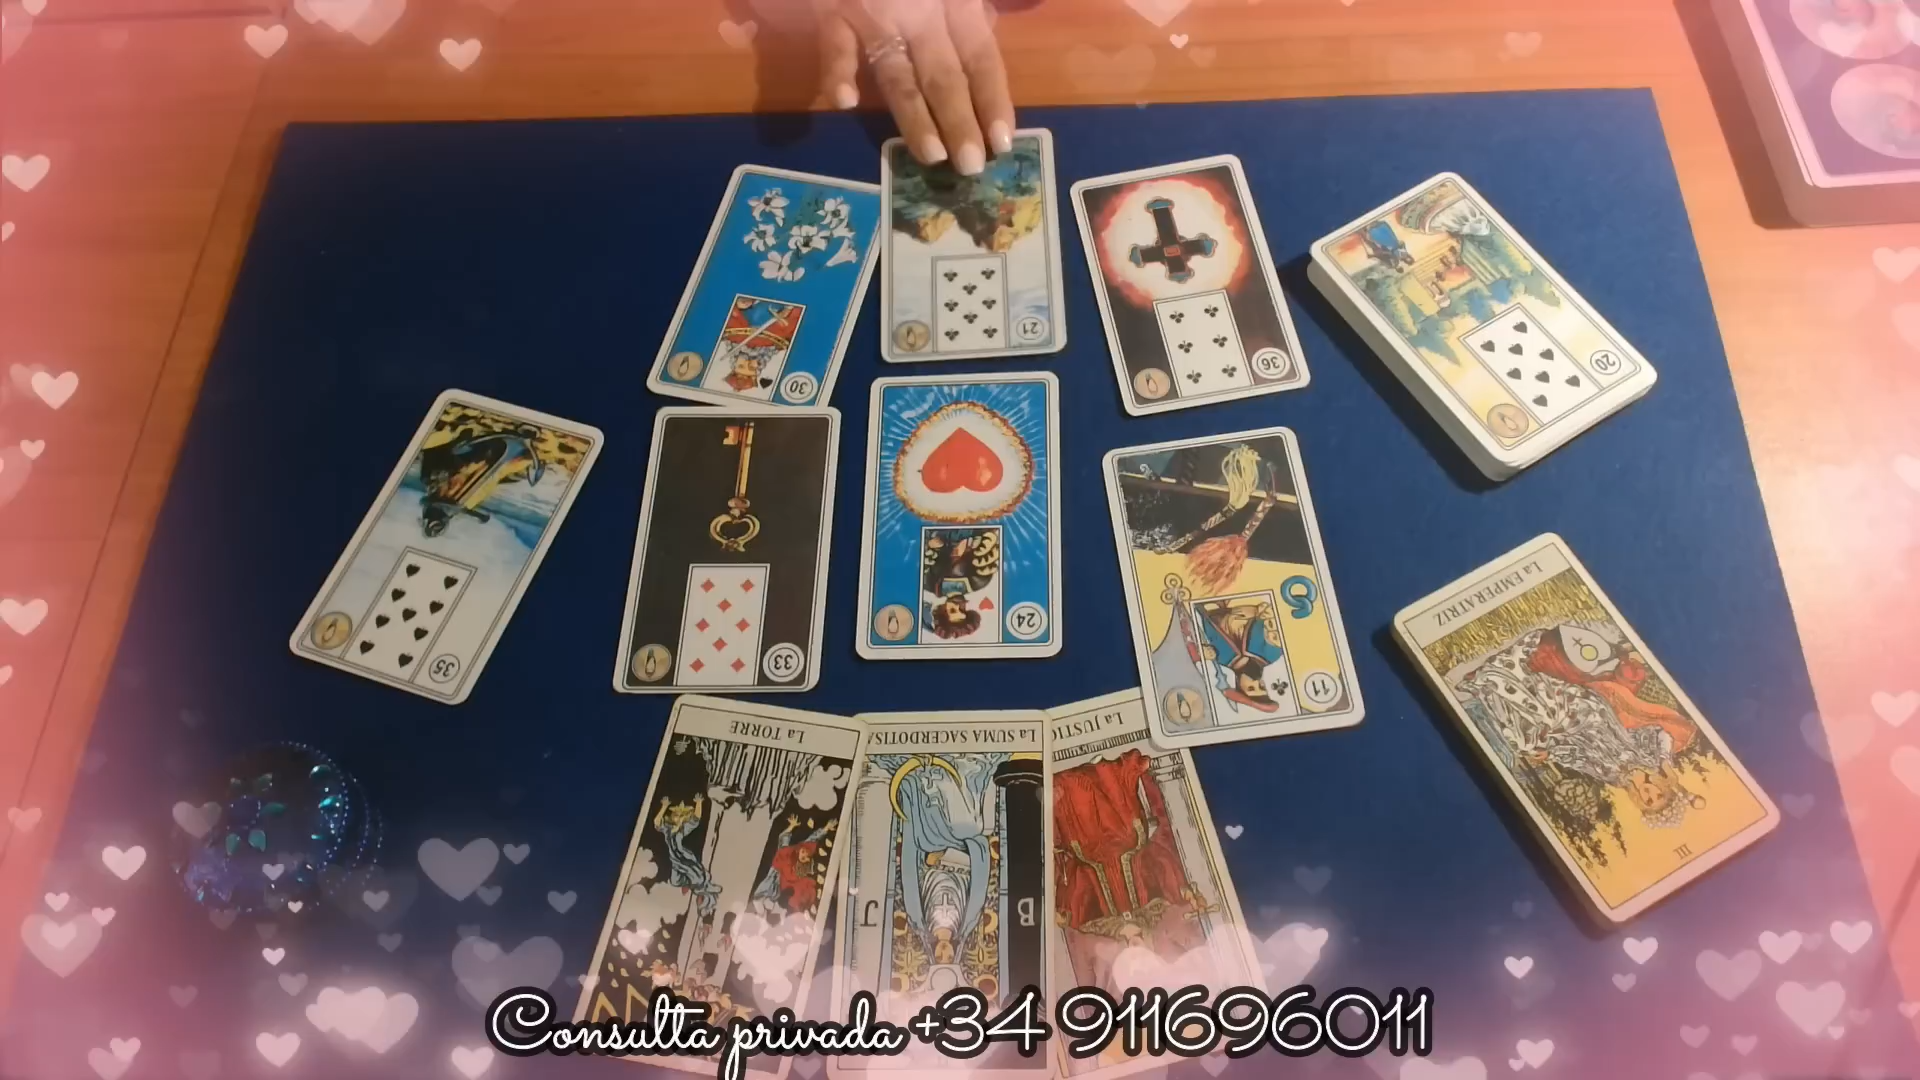 30
21
36
20
35
33
24
11
La EMPERATRIZ
III
La TORRE
La SUMA SACERDOTISA
La JUSTIC
J
B
Consulta privada +34 911696011